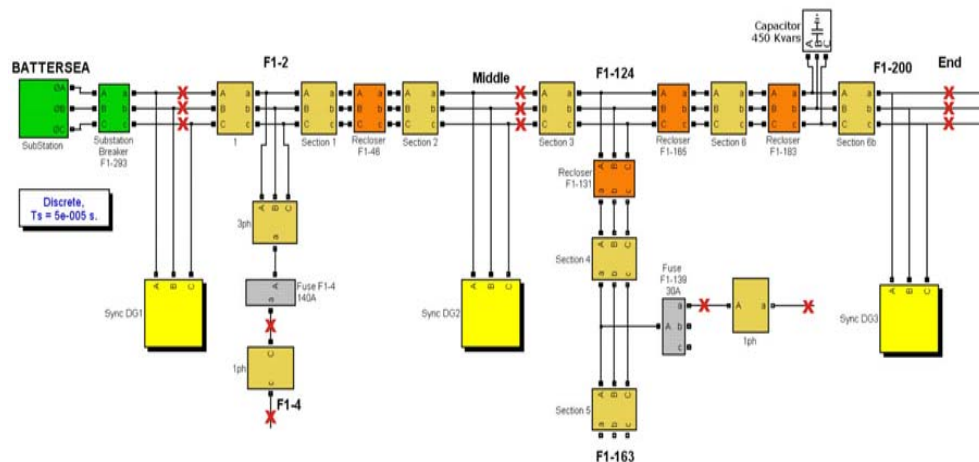 Capacitor
450 Kvars
BATTERSEA
F1-2
Middle
F1-124
F1-200
End
SubStation
Substation
Breaker
F1-293
1
Section 1
Recloser
F1-46
Section 2
Section 3
Recloser
F1-165
Section 6
Recloser
F1-183
Section 6b
Recloser
F1-131
Discrete,
Ts = 5e-005 s.
3ph
Section 4
Fuse
F1-139
30A
Fuse F1-4
140A
Sync DG1
Sync DG2
Sync DG3
1ph
1ph
F1-4
Section 5
F1-163